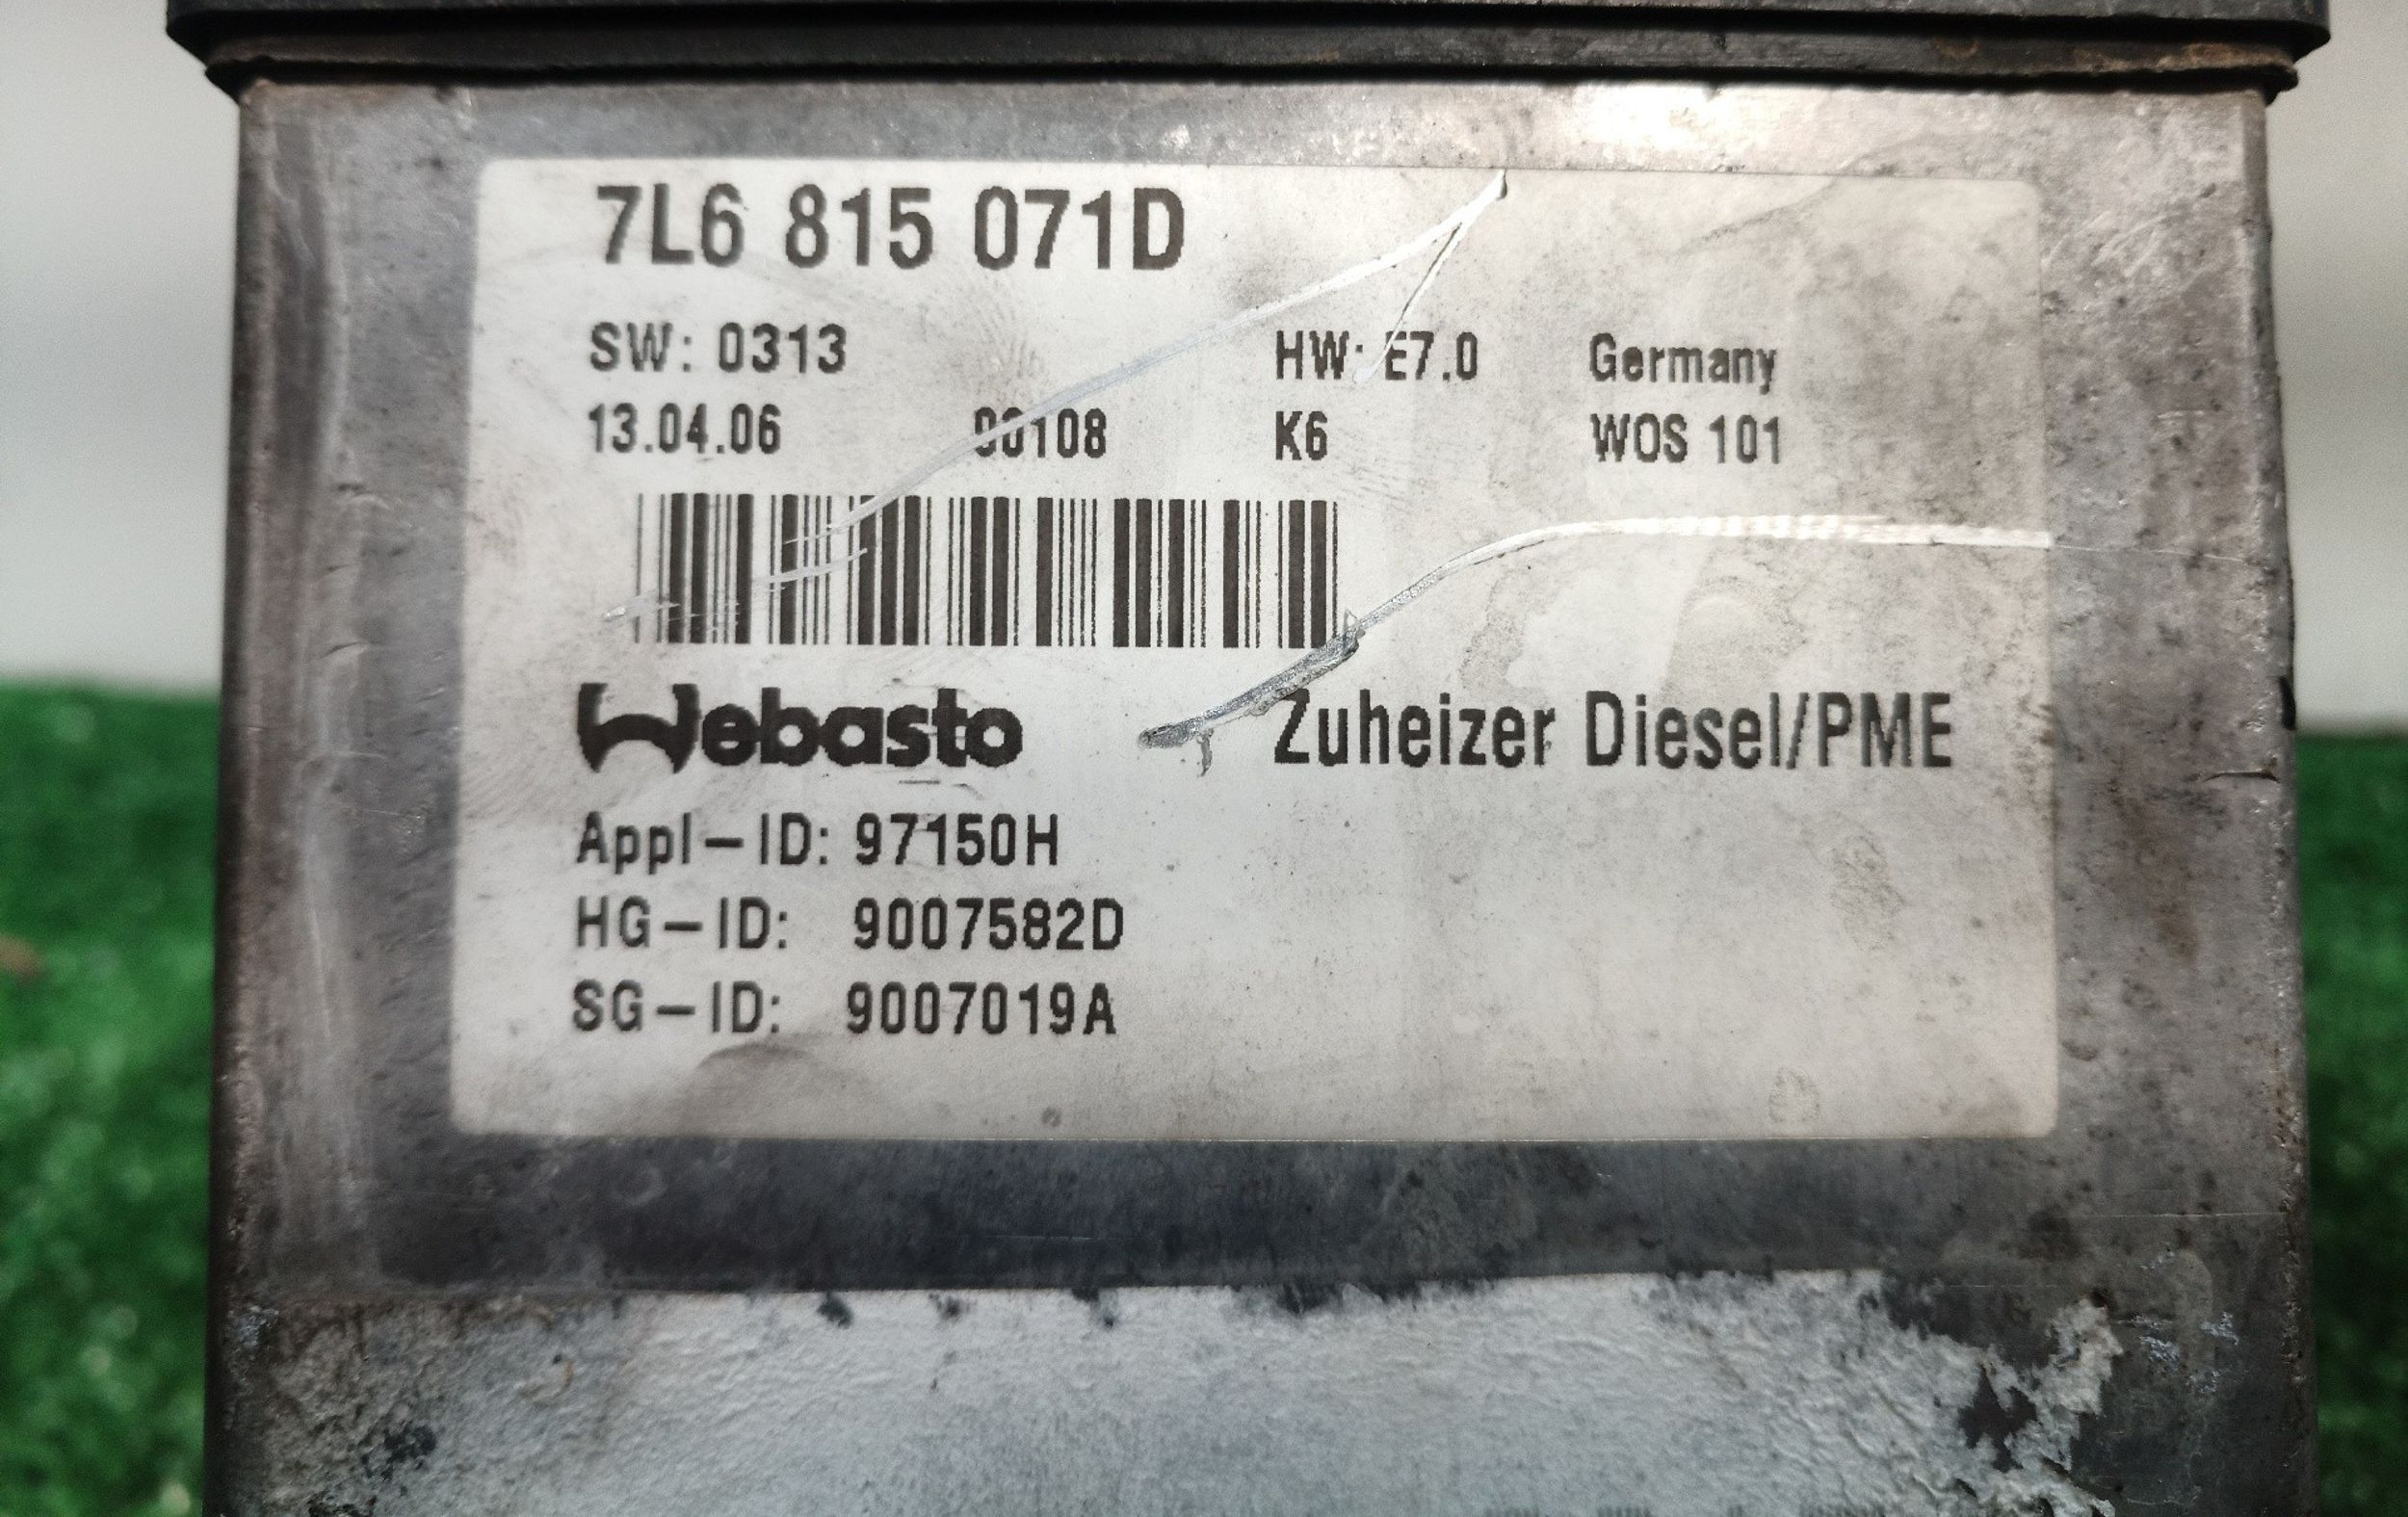 7L6 815 071D
SW: 0313 HW: E7.0 Germany
13.04.06 00108 K6 WOS 101
Webasto Zuheizer Diesel/PME
Appl-ID: 97150H
HG-ID: 9007582D
SG-ID: 9007019A